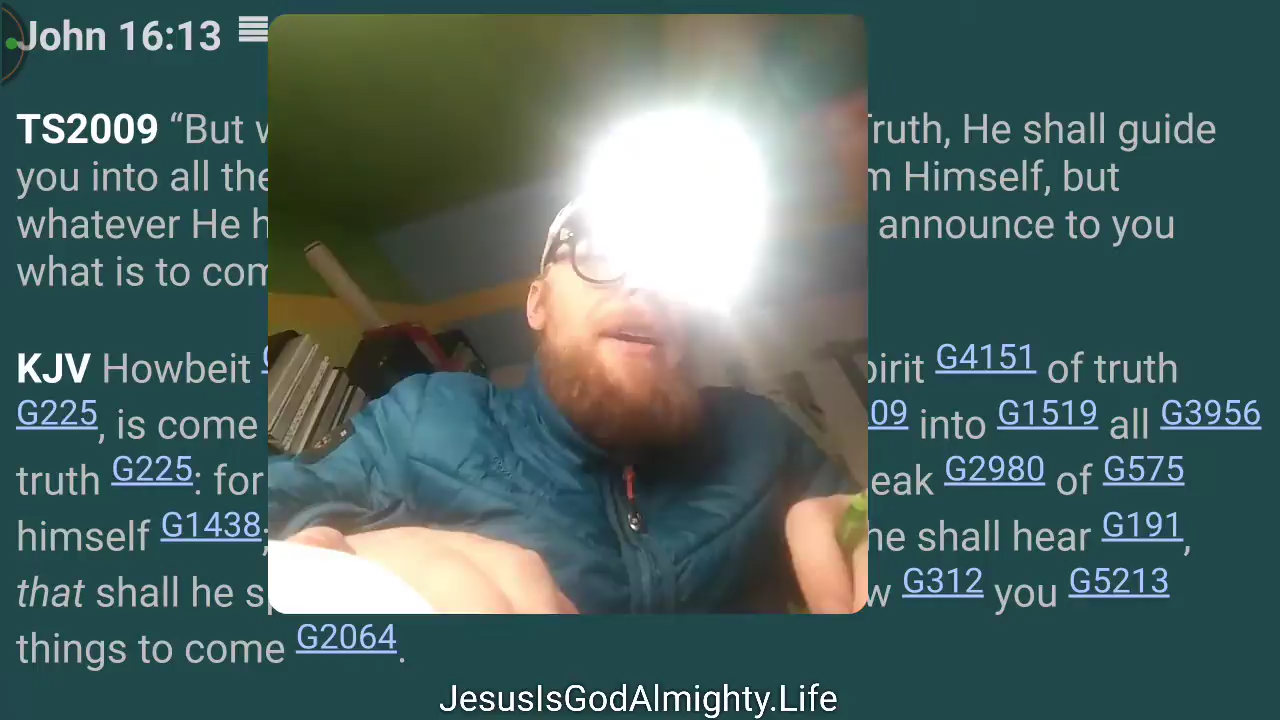 John 16:13
TS2009 “But
Truth, He shall guide
you into all the
Himself, but
whatever He
announce to you
what is to com
KJV Howbeit
G4151 of truth
G225, is come
09 into G1519 all G3956
truth G225: for
eak G2980 of G575
himself G1438;
he shall hear G191,
that shall he sp
G312 you G5213
things to come G2064.
JesusIsGodAlmighty.Life